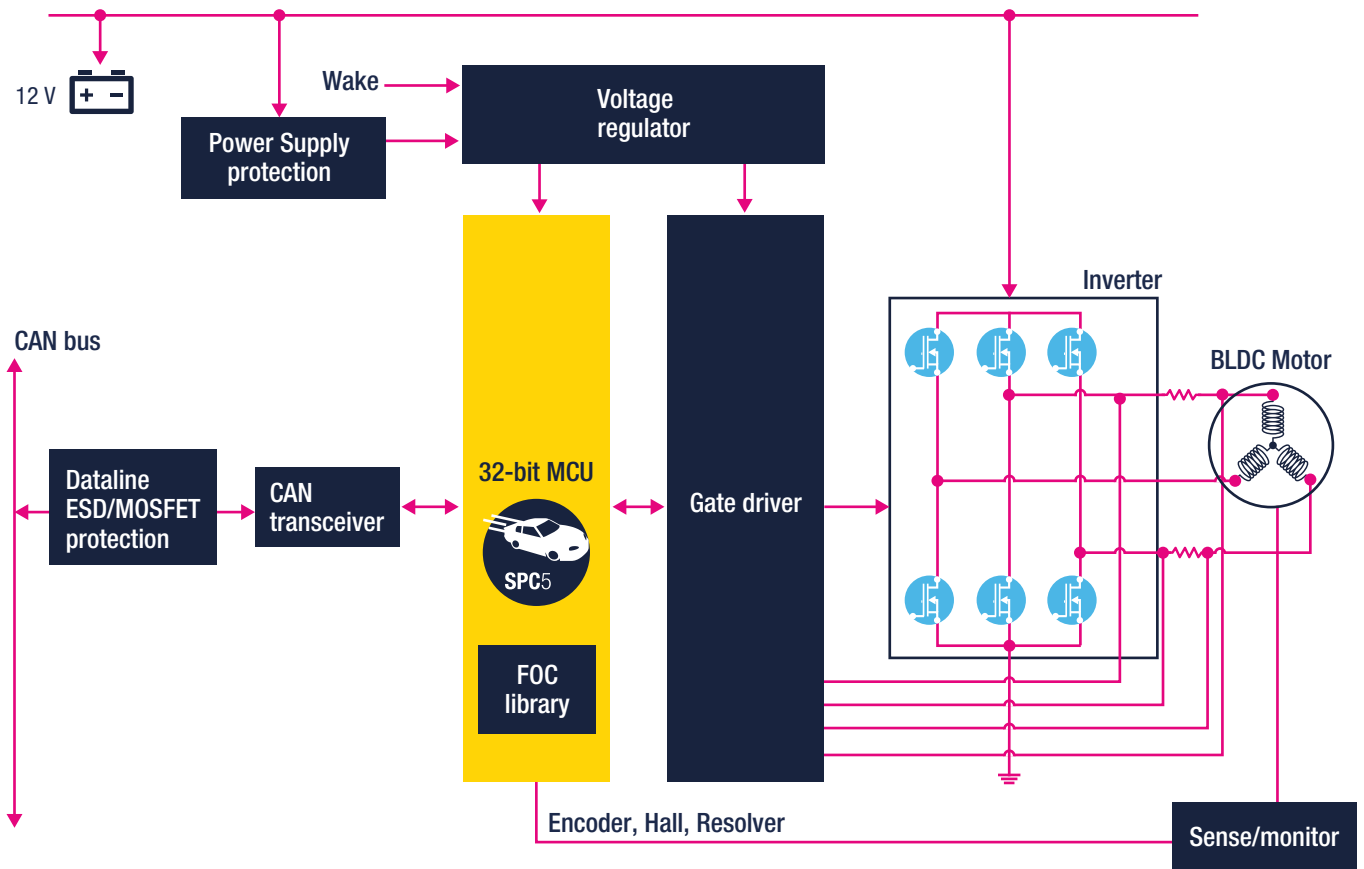 12 V
+ -
Wake
Voltage
regulator
Power Supply
protection
Inverter
CAN bus
BLDC Motor
32-bit MCU
Dataline
ESD/MOSFET
protection
CAN
transceiver
Gate driver
SPC5
FOC
library
Encoder, Hall, Resolver
Sense/monitor